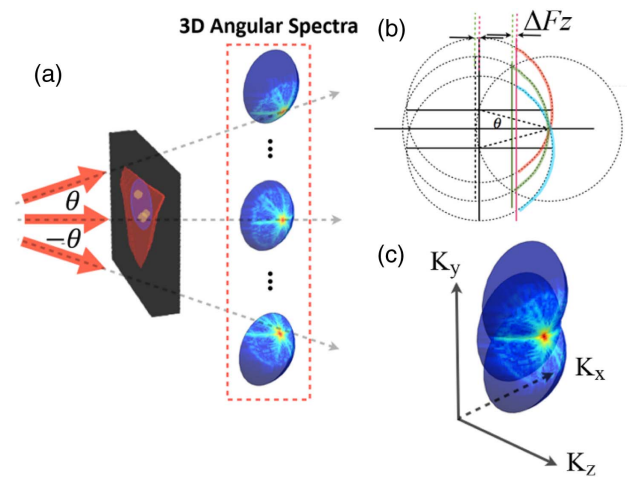 3D Angular Spectra
(a)
θ
−θ
(b)
ΔFz
θ
(c)
Ky
Kx
Kz